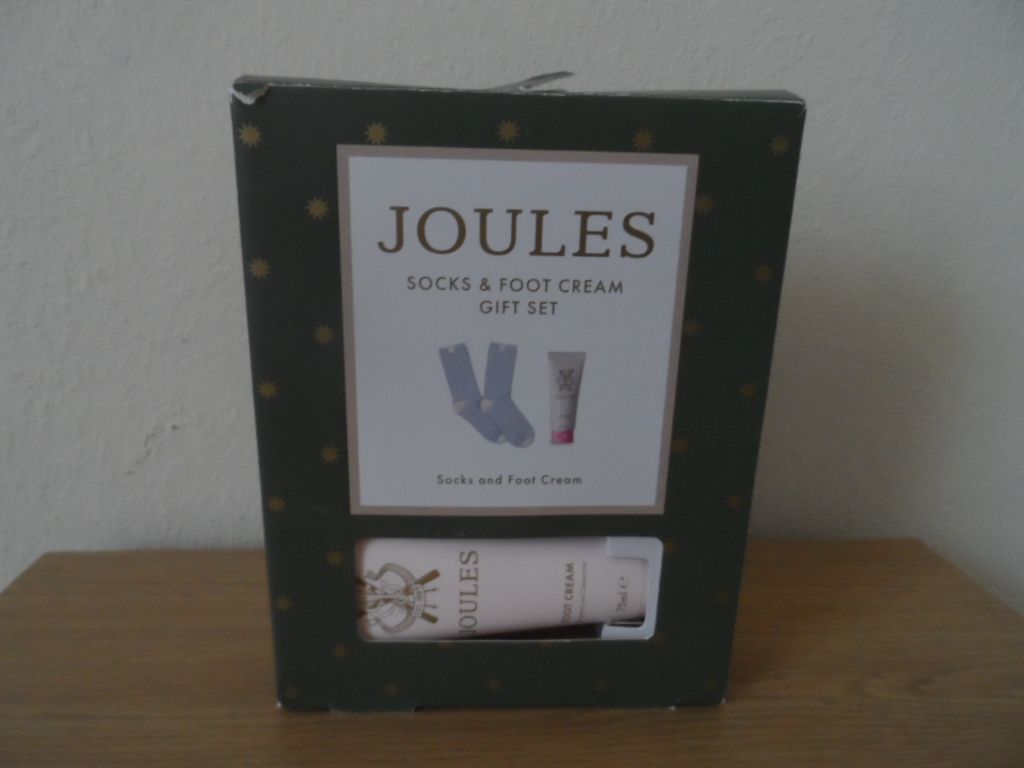 JOULES
SOCKS & FOOT CREAM
GIFT SET
Socks and Foot Cream
JOULES
FOOT CREAM
75ml e